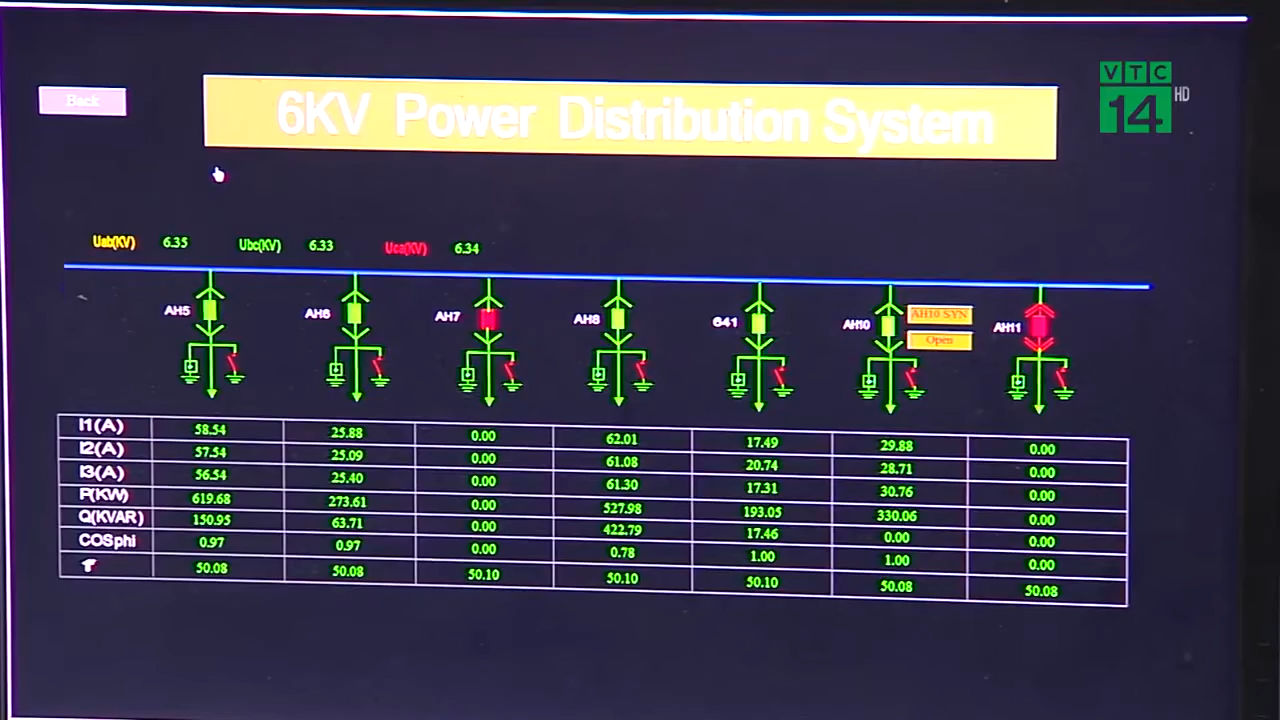 VTC
14 HD
Back
6KV Power Distribution System
Uab(KV) 6.35 Ubc(KV) 6.33 Uca(KV) 6.34
AH5 AH6 AH7 AH8 641 AH10 AH10 SYN AH11
Open
I1(A) 58.54 25.88 0.00 62.01 17.49 29.88 0.00
I2(A) 57.54 25.09 0.00 61.08 20.74 28.71 0.00
I3(A) 56.54 25.40 0.00 61.30 17.31 30.76 0.00
P(KW) 619.68 273.61 0.00 527.98 193.05 330.06 0.00
Q(KVAR) 150.95 63.71 0.00 422.79 17.46 0.00 0.00
COSphi 0.97 0.97 0.00 0.78 1.00 1.00 0.00
F 50.08 50.08 50.10 50.10 50.10 50.08 50.08